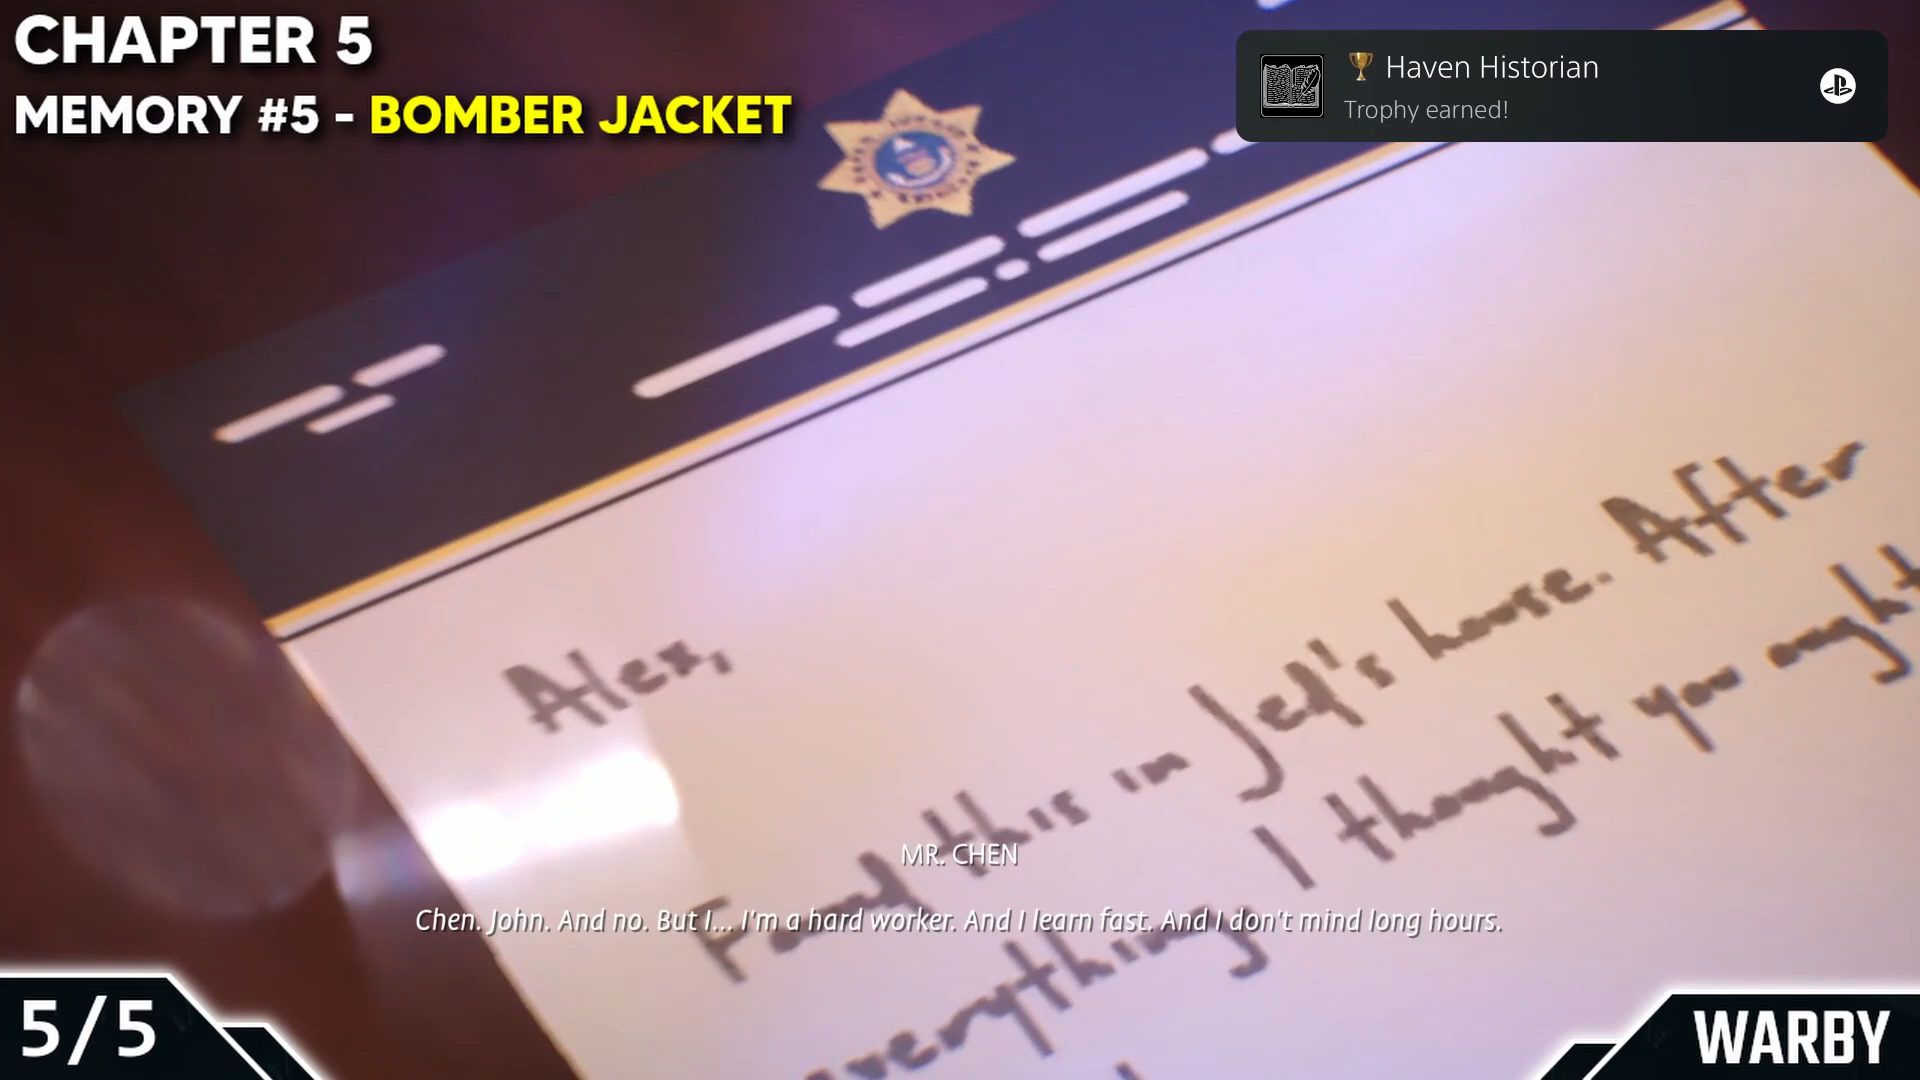 CHAPTER 5
MEMORY #5 - BOMBER JACKET
Haven Historian
Trophy earned!
Alex,
Found this in Jed's house. After
everything, I thought you ought
MR. CHEN
Chen. John. And no. But I... I'm a hard worker. And I learn fast. And I don't mind long hours.
5/5
WARBY